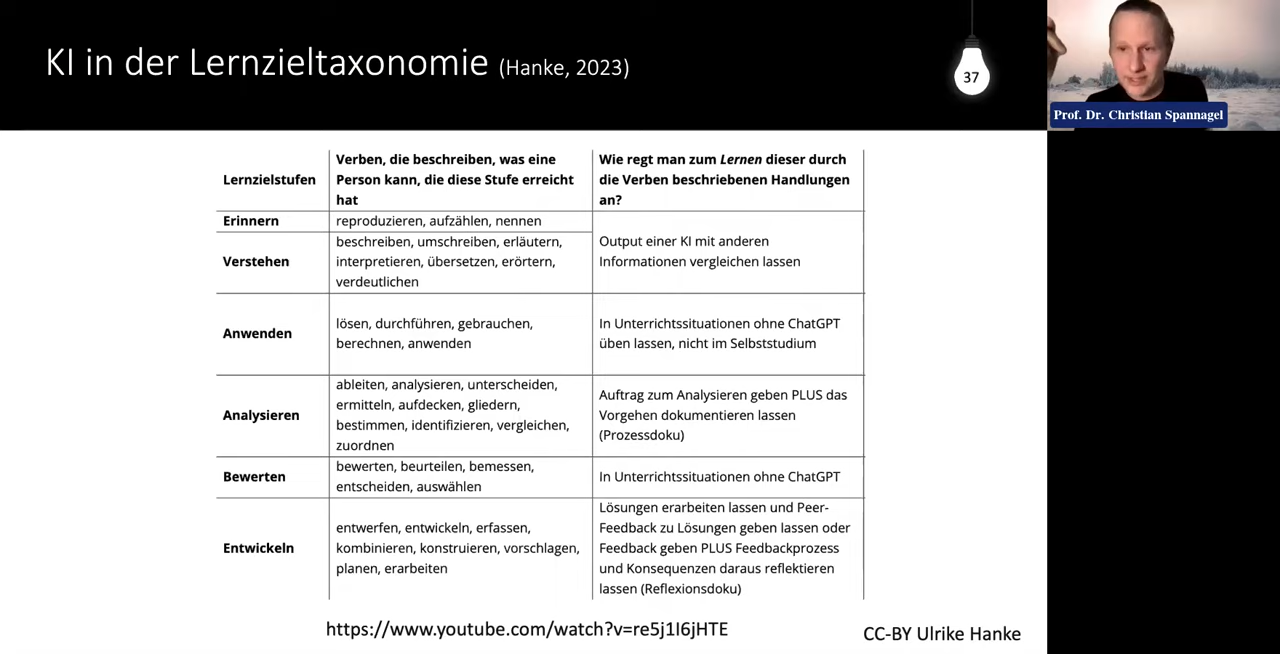 KI in der Lernzieltaxonomie (Hanke, 2023)
37
Prof. Dr. Christian Spannagel
Lernzielstufen
Verben, die beschreiben, was eine
Person kann, die diese Stufe erreicht
hat
Wie regt man zum Lernen dieser durch
die Verben beschriebenen Handlungen
an?
Erinnern
reproduzieren, aufzählen, nennen
Verstehen
beschreiben, umschreiben, erläutern,
interpretieren, übersetzen, erörtern,
verdeutlichen
Output einer KI mit anderen
Informationen vergleichen lassen
Anwenden
lösen, durchführen, gebrauchen,
berechnen, anwenden
In Unterrichtssituationen ohne ChatGPT
üben lassen, nicht im Selbststudium
Analysieren
ableiten, analysieren, unterscheiden,
ermitteln, aufdecken, gliedern,
bestimmen, identifizieren, vergleichen,
zuordnen
Auftrag zum Analysieren geben PLUS das
Vorgehen dokumentieren lassen
(Prozessdoku)
Bewerten
bewerten, beurteilen, bemessen,
entscheiden, auswählen
In Unterrichtssituationen ohne ChatGPT
Entwickeln
entwerfen, entwickeln, erfassen,
kombinieren, konstruieren, vorschlagen,
planen, erarbeiten
Lösungen erarbeiten lassen und Peer-
Feedback zu Lösungen geben lassen oder
Feedback geben PLUS Feedbackprozess
und Konsequenzen daraus reflektieren
lassen (Reflexionsdoku)
https://www.youtube.com/watch?v=re5j1I6jHTE
CC-BY Ulrike Hanke